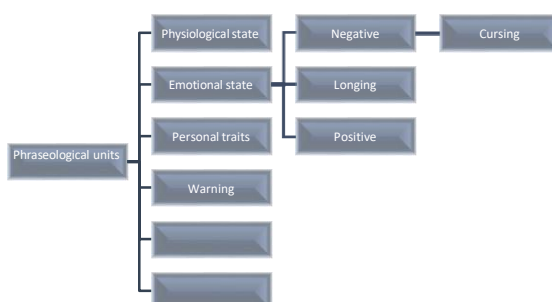 Physiological state
Negative
Cursing
Emotional state
Longing
Personal traits
Positive
Phraseological units
Warning